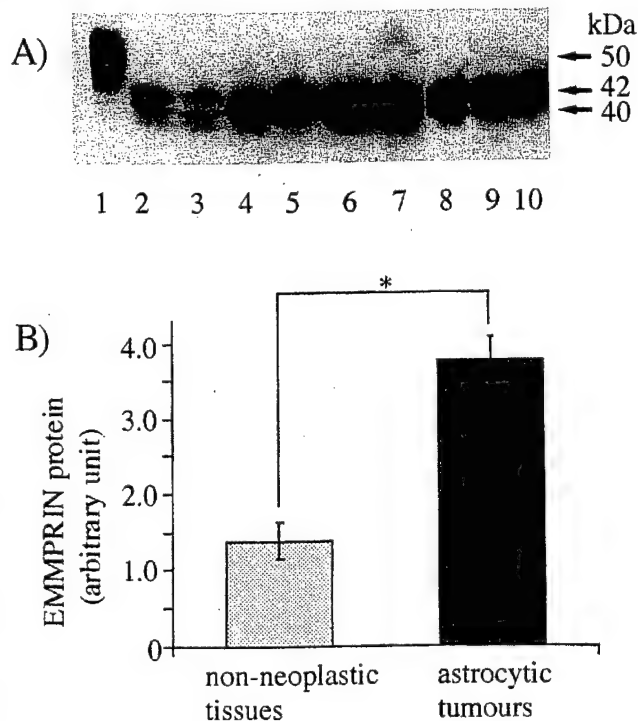 A)
kDa
50
42
40
1 2 3 4 5 6 7 8 9 10
B)
*
EMMPRIN protein
(arbitrary unit)
4.0
3.0
2.0
1.0
0
non-neoplastic
tissues
astrocytic
tumours